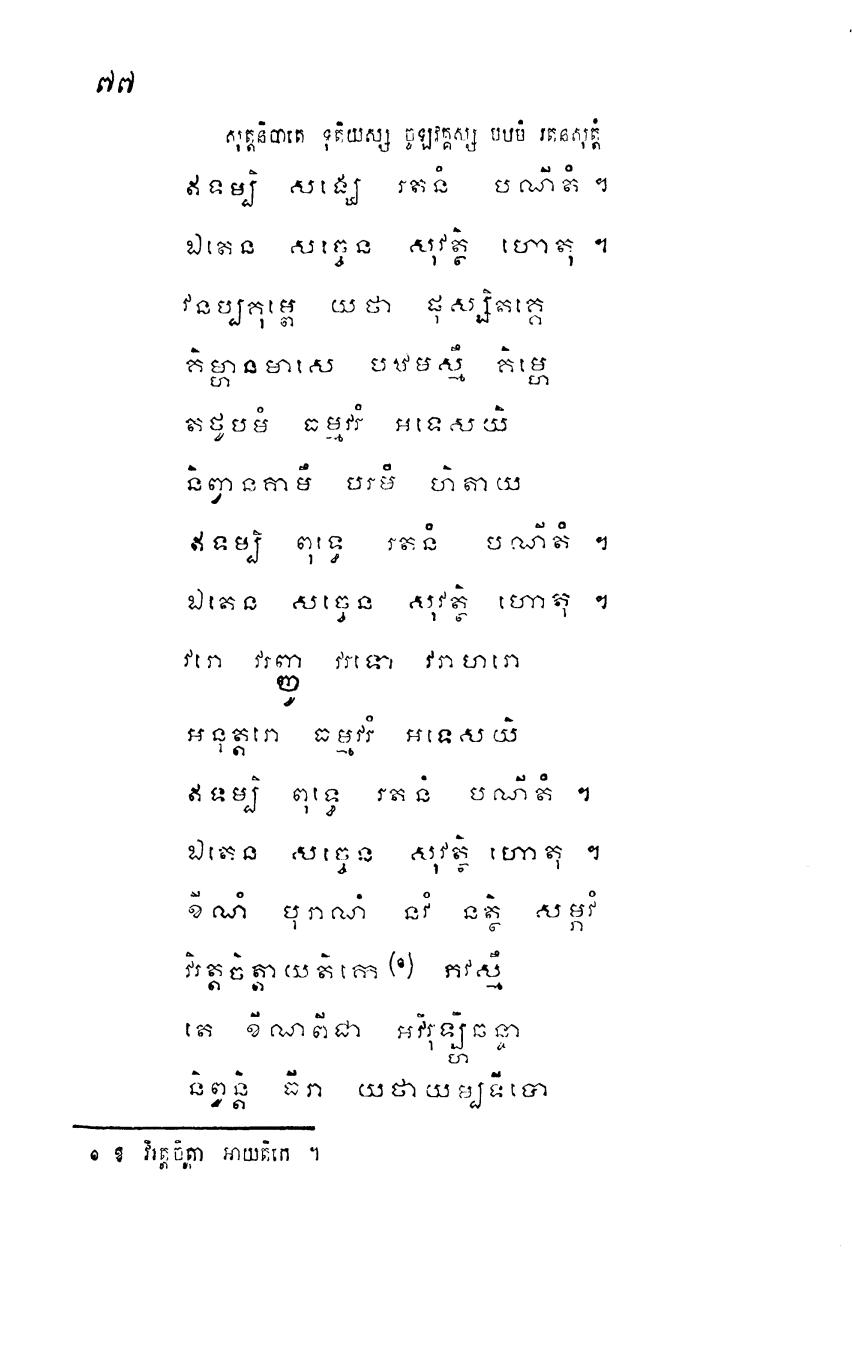 ៧៧
សុត្តនិបាតេ ទុតិយស្ស ចូឡវគ្គស្ស បឋមំ រតនសុត្តំ
ឥទម្បិ សង្ឃេ រតនំ បណីតំ ។
ឯតេន សច្ចេន សុវត្ថិ ហោតុ ។
វនប្បគុម្ពេ យថា ផុស្សិតគ្គេ
គិម្ហានមាសេ បឋមស្មឹ គិម្ហេ
តថូបមំ ធម្មវរំ អទេសយិ
និព្វានគាមឹ បរមំ ហិតាយ
ឥទម្បិ ពុទ្ធេ រតនំ បណីតំ ។
ឯតេន សច្ចេន សុវត្ថិ ហោតុ ។
វរោ វរញ្ញូ វរទោ វរាហរោ
អនុត្តរោ ធម្មវរំ អទេសយិ
ឥទម្បិ ពុទ្ធេ រតនំ បណីតំ ។
ឯតេន សច្ចេន សុវត្ថិ ហោតុ ។
ខីណំ បុរាណំ នវំ នត្ថិ សម្ភវំ
វិរត្តចិត្តាយតិកេ (១) ភវស្មឹ
តេ ខីណពីជា អវិរុឡ្ហិឆន្ទា
និព្វន្តិ ធីរា យថាយម្បទីបោ
១ ឱ វិរត្តចិត្តា អាយតិកេ ។